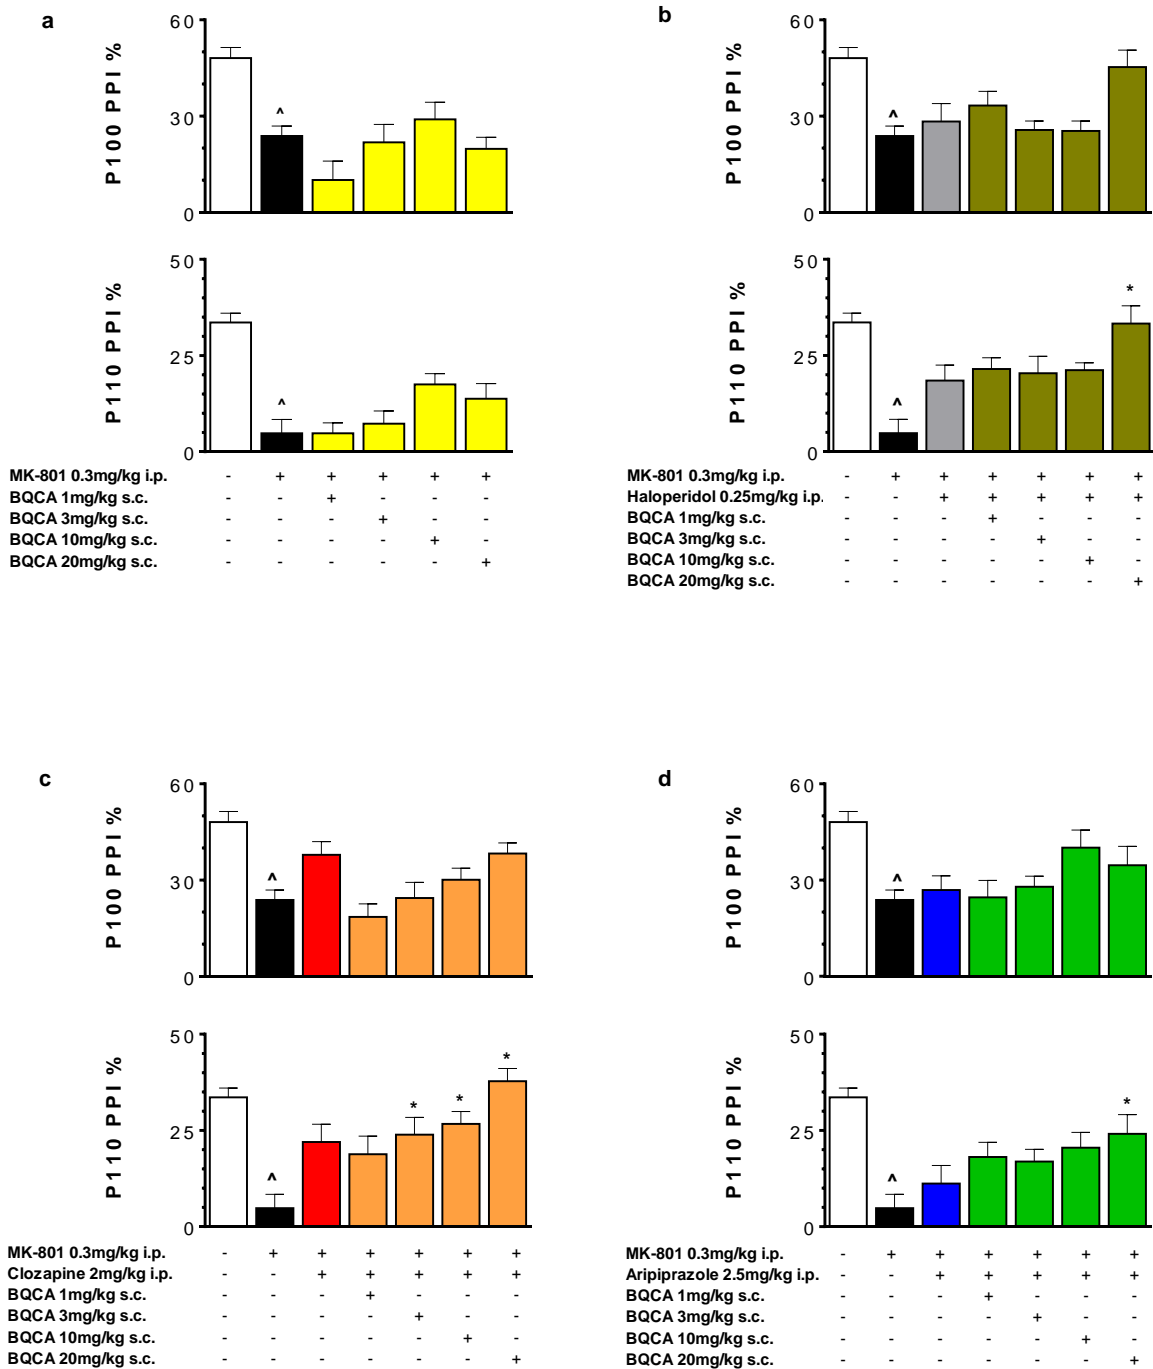 a
60
30
0
P100 PPI %
^
50
25
0
P110 PPI %
^
MK-801 0.3mg/kg i.p. - + + + + +
BQCA 1mg/kg s.c. - - + - - -
BQCA 3mg/kg s.c. - - - + - -
BQCA 10mg/kg s.c. - - - - + -
BQCA 20mg/kg s.c. - - - - - +
b
60
30
0
P100 PPI %
^
50
25
0
P110 PPI %
^
*
MK-801 0.3mg/kg i.p. - + + + + + +
Haloperidol 0.25mg/kg i.p. - - + + + + +
BQCA 1mg/kg s.c. - - - + - - -
BQCA 3mg/kg s.c. - - - - + - -
BQCA 10mg/kg s.c. - - - - - + -
BQCA 20mg/kg s.c. - - - - - - +
c
60
30
0
P100 PPI %
^
50
25
0
P110 PPI %
^
* * *
MK-801 0.3mg/kg i.p. - + + + + + +
Clozapine 2mg/kg i.p. - - + + + + +
BQCA 1mg/kg s.c. - - - + - - -
BQCA 3mg/kg s.c. - - - - + - -
BQCA 10mg/kg s.c. - - - - - + -
BQCA 20mg/kg s.c. - - - - - - +
d
60
30
0
P100 PPI %
^
50
25
0
P110 PPI %
^
*
MK-801 0.3mg/kg i.p. - + + + + + +
Aripiprazole 2.5mg/kg i.p. - - + + + + +
BQCA 1mg/kg s.c. - - - + - - -
BQCA 3mg/kg s.c. - - - - + - -
BQCA 10mg/kg s.c. - - - - - + -
BQCA 20mg/kg s.c. - - - - - - +